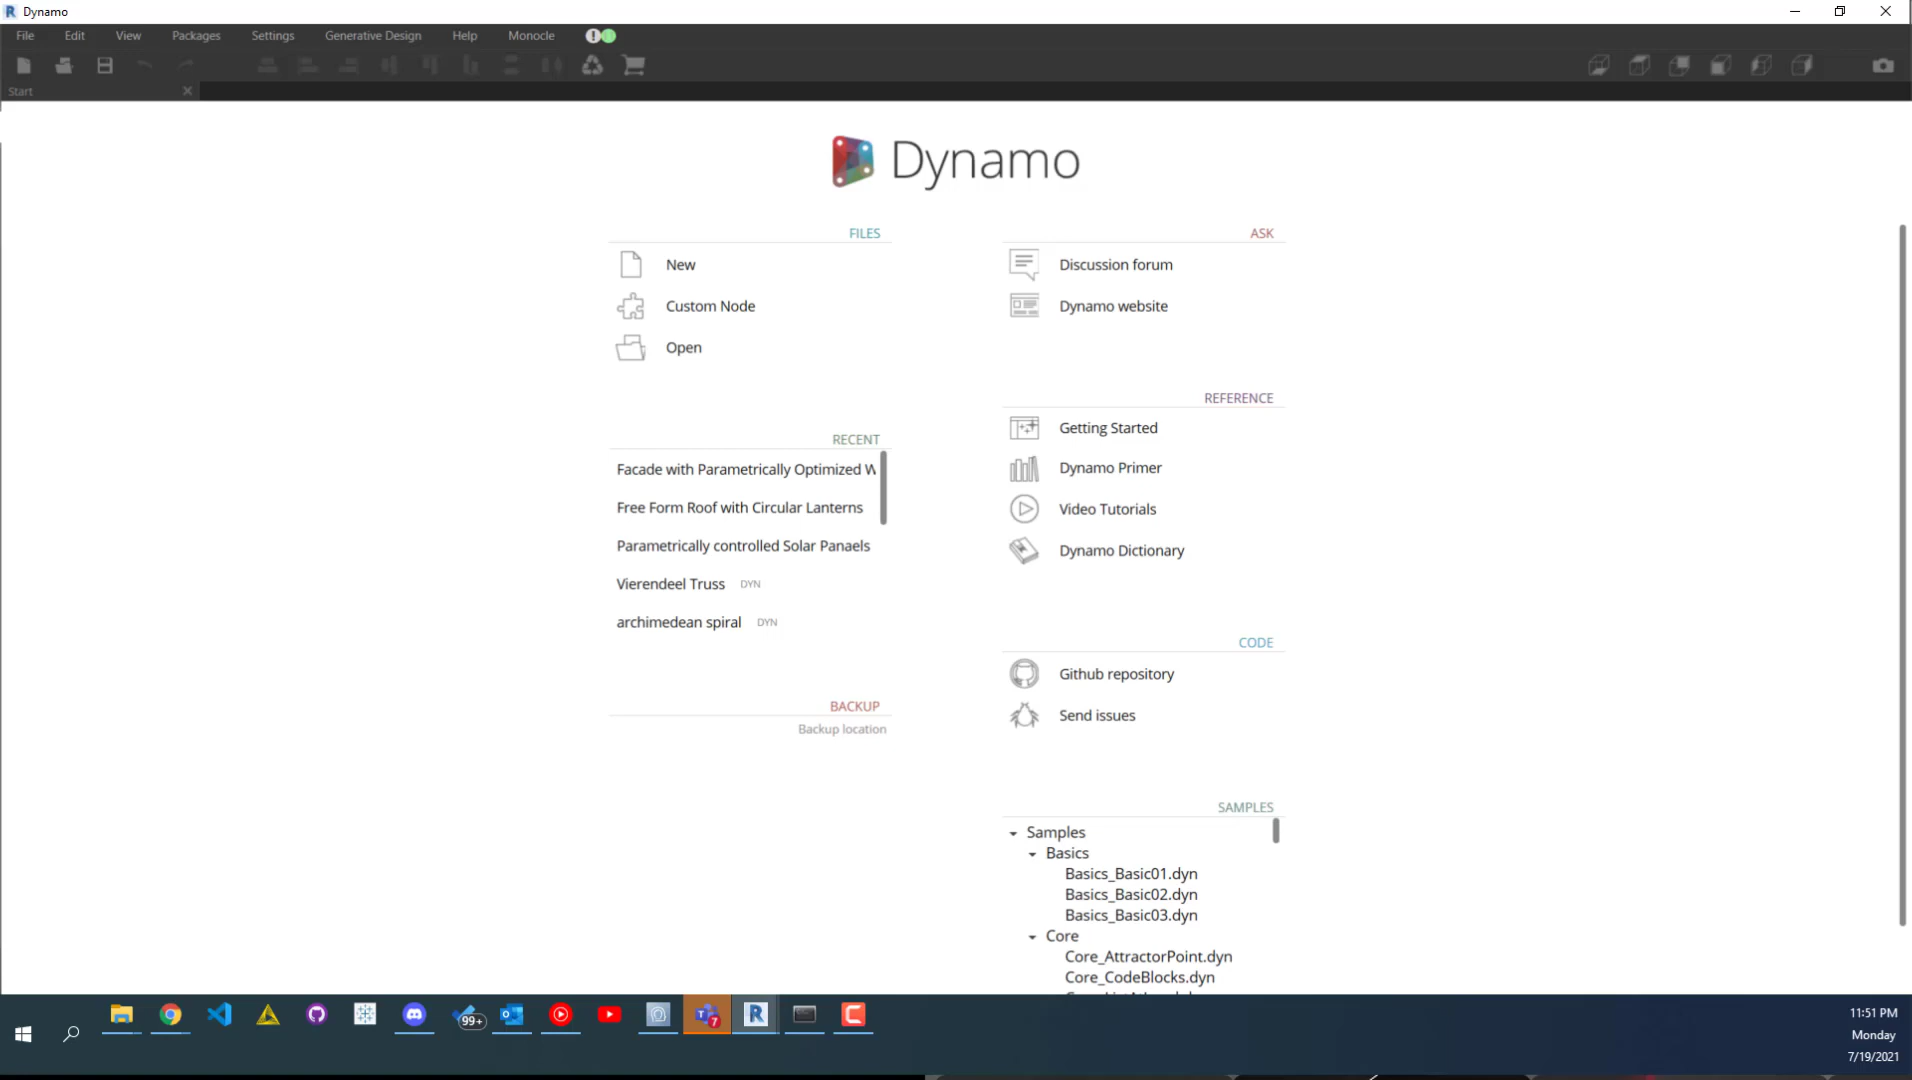 Dynamo
File Edit View Packages Settings Generative Design Help Monocle
Start
Dynamo
FILES
New
Custom Node
Open
RECENT
Facade with Parametrically Optimized W
Free Form Roof with Circular Lanterns
Parametrically controlled Solar Panaels
Vierendeel Truss DYN
archimedean spiral DYN
BACKUP
Backup location
ASK
Discussion forum
Dynamo website
REFERENCE
Getting Started
Dynamo Primer
Video Tutorials
Dynamo Dictionary
CODE
Github repository
Send issues
SAMPLES
Samples
Basics
Basics_Basic01.dyn
Basics_Basic02.dyn
Basics_Basic03.dyn
Core
Core_AttractorPoint.dyn
Core_CodeBlocks.dyn
99+
7
11:51 PM
Monday
7/19/2021